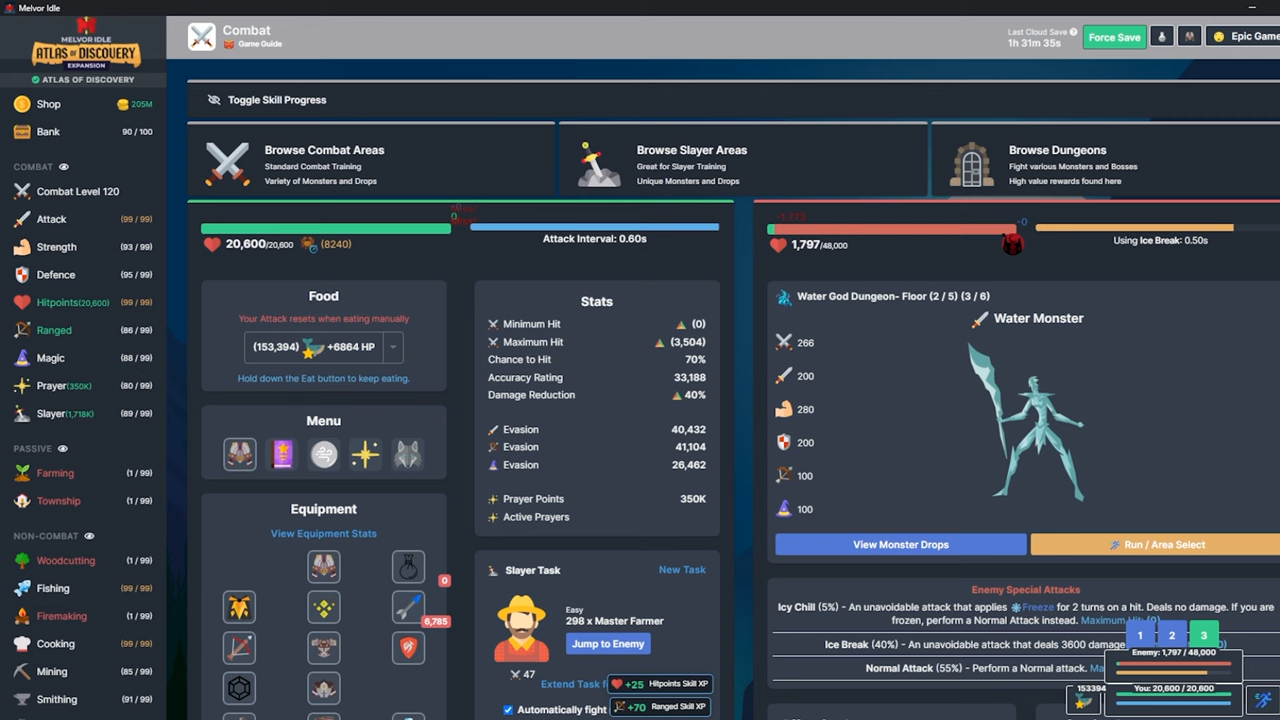 Melvor Idle
MELVOR IDLE
ATLAS OF DISCOVERY
EXPANSION
ATLAS OF DISCOVERY
Shop 205M
Bank 90 / 100
COMBAT
Combat Level 120
Attack (99 / 99)
Strength (93 / 99)
Defence (95 / 99)
Hitpoints(20,600) (99 / 99)
Ranged (86 / 99)
Magic (88 / 99)
Prayer(350K) (80 / 99)
Slayer(1,718K) (89 / 99)
PASSIVE
Farming (1 / 99)
Township (1 / 99)
NON-COMBAT
Woodcutting (1 / 99)
Fishing (99 / 99)
Firemaking (1 / 99)
Cooking (99 / 99)
Mining (85 / 99)
Smithing (91 / 99)
Combat
Game Guide
Last Cloud Save
1h 31m 35s
Force Save
Epic Game
Toggle Skill Progress
Browse Combat Areas
Standard Combat Training
Variety of Monsters and Drops
Browse Slayer Areas
Great for Slayer Training
Unique Monsters and Drops
Browse Dungeons
Fight various Monsters and Bosses
High value rewards found here
20,600/20,600 (8240)
Attack Interval: 0.60s
Food
Your Attack resets when eating manually
(153,394) +6864 HP
Hold down the Eat button to keep eating.
Menu
Equipment
View Equipment Stats
0
6,785
Stats
Minimum Hit (0)
Maximum Hit (3,504)
Chance to Hit 70%
Accuracy Rating 33,188
Damage Reduction 40%
Evasion 40,432
Evasion 41,104
Evasion 26,462
Prayer Points 350K
Active Prayers
Slayer Task New Task
Easy
298 x Master Farmer
Jump to Enemy
47
Extend Task f
+25 Hitpoints Skill XP
+70 Ranged Skill XP
Automatically fight
-1,773
-0
1,797/48,000
Using Ice Break: 0.50s
Water God Dungeon- Floor (2 / 5) (3 / 6)
Water Monster
266
200
280
200
100
100
View Monster Drops
Run / Area Select
Enemy Special Attacks
Icy Chill (5%) - An unavoidable attack that applies Freeze for 2 turns on a hit. Deals no damage. If you are
frozen, perform a Normal Attack instead. Maximum Hit: (0)
Ice Break (40%) - An unavoidable attack that deals 3600 damage
Normal Attack (55%) - Perform a Normal attack. Ma
1 2 3
Enemy: 1,797 / 48,000
153394
You: 20,600 / 20,600